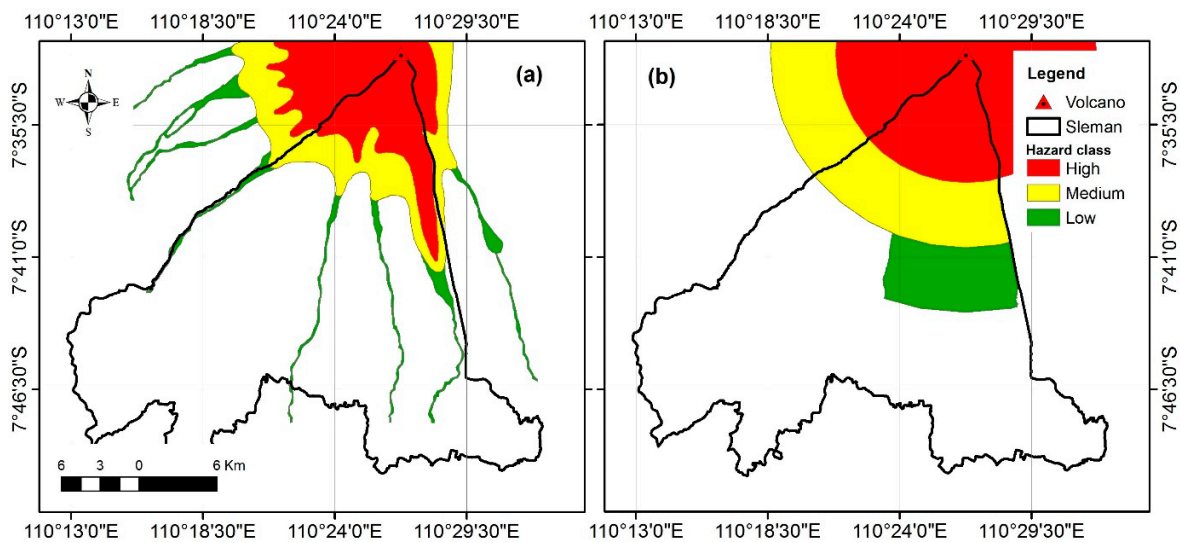 110°13'30"E 110°18'30"E 110°24'0"E 110°29'30"E 110°13'0"E 110°18'30"E 110°24'0"E 110°29'30"E
(a)
(b)
N
W E
S
Legend
Volcano
Sleman
Hazard class
High
Medium
Low
7°35'30"S
7°41'0"S
7°46'30"S
7°35'30"S
7°41'0"S
7°46'30"S
6 3 0 6 Km
110°13'0"E 110°18'30"E 110°24'0"E 110°29'30"E 110°13'0"E 110°18'30"E 110°24'0"E 110°29'30"E